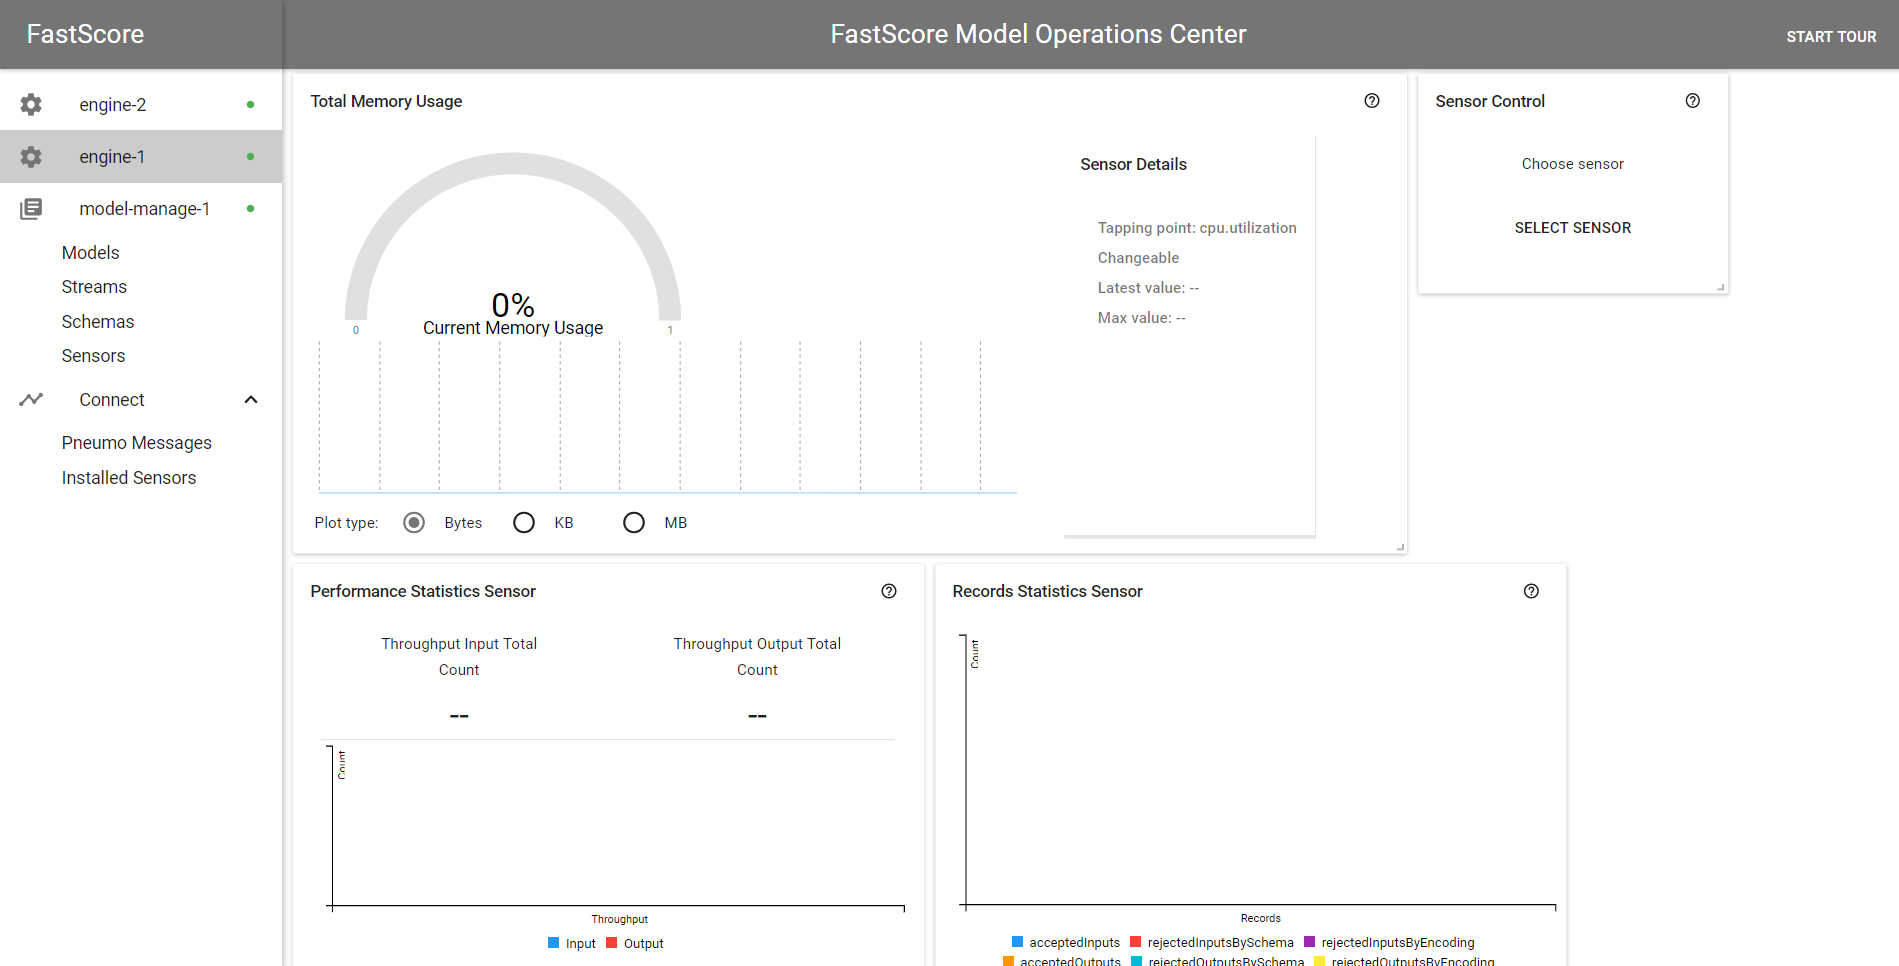 FastScore
FastScore Model Operations Center
START TOUR
engine-2
engine-1
model-manage-1
Models
Streams
Schemas
Sensors
Connect
Pneumo Messages
Installed Sensors
Total Memory Usage
0%
Current Memory Usage
0
1
Plot type:
Bytes
KB
MB
Sensor Details
Tapping point: cpu.utilization
Changeable
Latest value: --
Max value: --
Sensor Control
Choose sensor
SELECT SENSOR
Performance Statistics Sensor
Throughput Input Total
Count
--
Throughput Output Total
Count
--
Count
Throughput
Input
Output
Records Statistics Sensor
Count
Records
acceptedInputs
rejectedInputsBySchema
rejectedInputsByEncoding
acceptedOutputs
rejectedOutputsBySchema
rejectedOutputsByEncoding